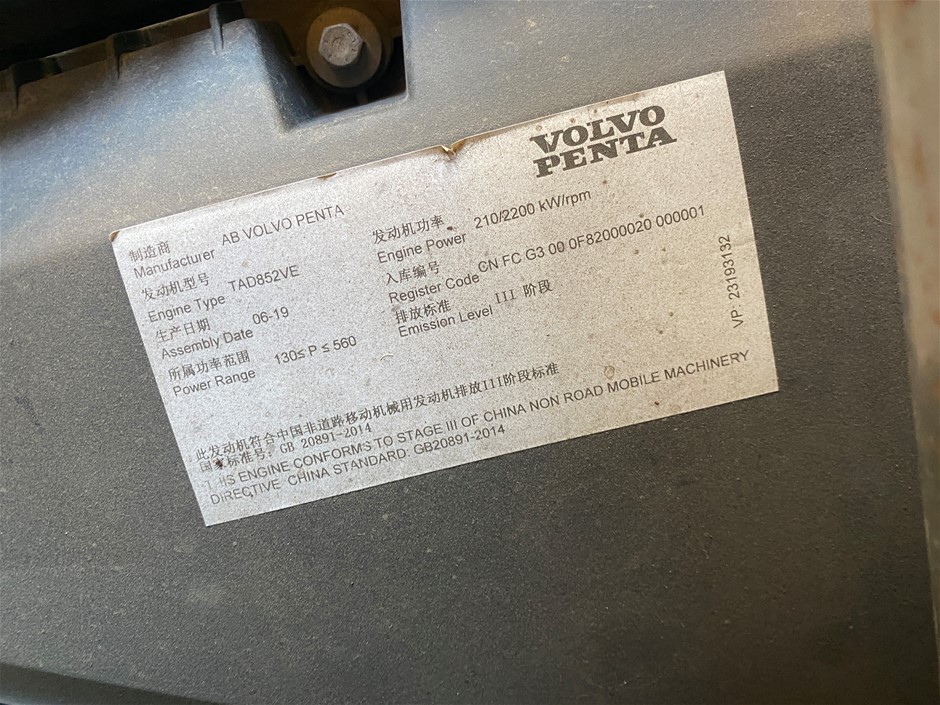 VOLVO
PENTA
制造商
Manufacturer AB VOLVO PENTA
发动机功率
Engine Power 210/2200 kW/rpm
发动机型号
Engine Type TAD852VE
入库编号
Register Code CN FC G3 00 0F82000020 000001
生产日期
Assembly Date 06-19
排放标准
Emission Level III 阶段
所属功率范围
Power Range 130≤ P ≤ 560
VP: 23193132
此发动机符合中国非道路移动机械用发动机排放III阶段标准
国家标准号: GB 20891-2014
THIS ENGINE CONFORMS TO STAGE III OF CHINA NON ROAD MOBILE MACHINERY
DIRECTIVE CHINA STANDARD: GB20891-2014